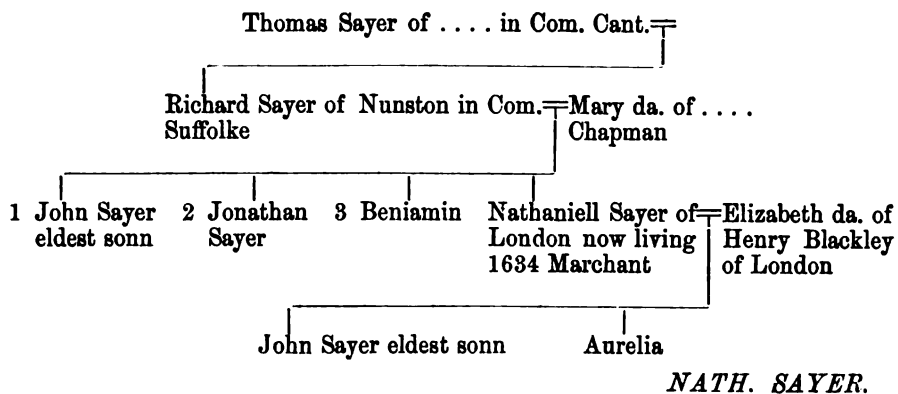 Thomas Sayer of .... in Com. Cant.
Richard Sayer of Nunston in Com.
Suffolke
Mary da. of ....
Chapman
1 John Sayer
eldest sonn
2 Jonathan
Sayer
3 Beniamin
Nathaniell Sayer of
London now living
1634 Marchant
Elizabeth da. of
Henry Blackley
of London
John Sayer eldest sonn
Aurelia
NATH. SAYER.